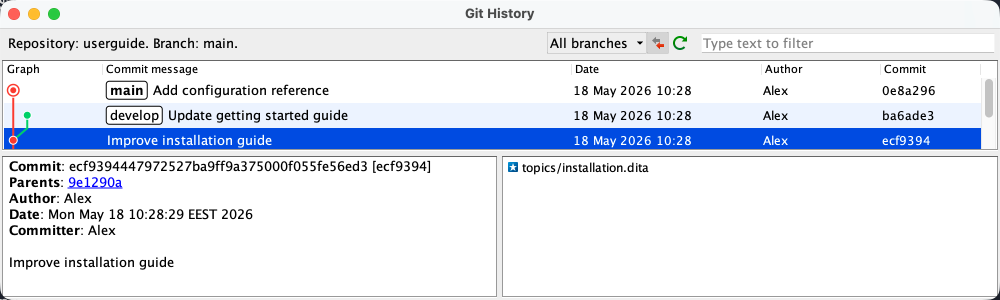 Git History
Repository: userguide. Branch: main.
All branches
Type text to filter
Graph Commit message Date Author Commit
main Add configuration reference 18 May 2026 10:28 Alex 0e8a296
develop Update getting started guide 18 May 2026 10:28 Alex ba6ade3
Improve installation guide 18 May 2026 10:28 Alex ecf9394
Commit: ecf9394447972527ba9ff9a375000f055fe56ed3 [ecf9394]
Parents: 9e1290a
Author: Alex
Date: Mon May 18 10:28:29 EEST 2026
Committer: Alex
Improve installation guide
topics/installation.dita